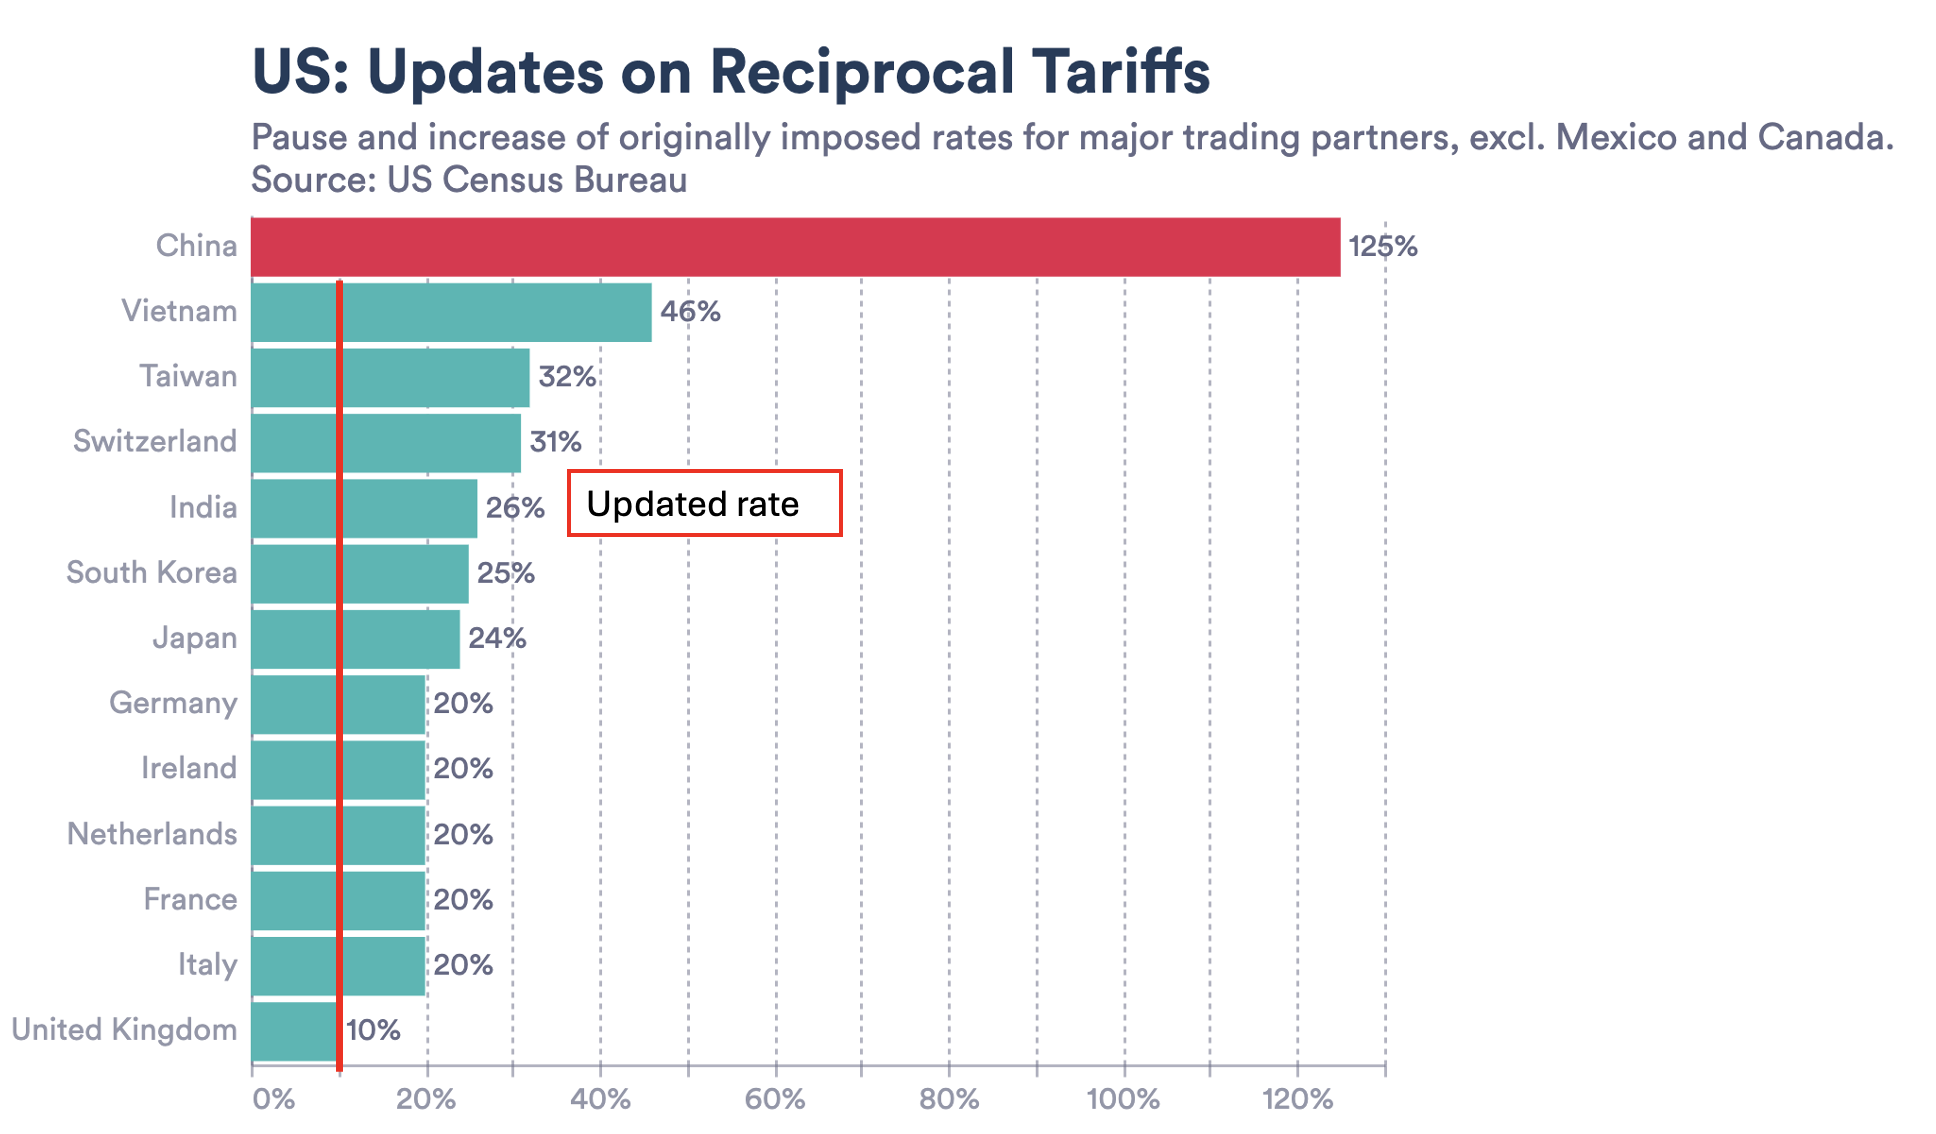 US: Updates on Reciprocal Tariffs
Pause and increase of originally imposed rates for major trading partners, excl. Mexico and Canada.
Source: US Census Bureau
China 125%
Vietnam 46%
Taiwan 32%
Switzerland 31%
India 26%
Updated rate
South Korea 25%
Japan 24%
Germany 20%
Ireland 20%
Netherlands 20%
France 20%
Italy 20%
United Kingdom 10%
0% 20% 40% 60% 80% 100% 120%